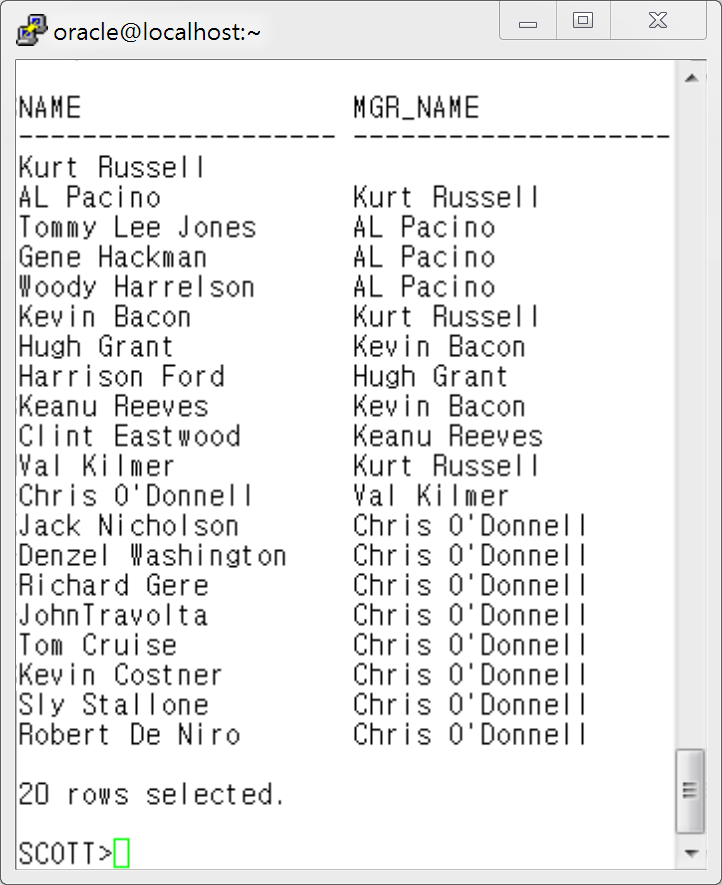 oracle@localhost:~
NAME MGR_NAME
-------------------- --------------------
Kurt Russell
AL Pacino Kurt Russell
Tommy Lee Jones AL Pacino
Gene Hackman AL Pacino
Woody Harrelson AL Pacino
Kevin Bacon Kurt Russell
Hugh Grant Kevin Bacon
Harrison Ford Hugh Grant
Keanu Reeves Kevin Bacon
Clint Eastwood Keanu Reeves
Val Kilmer Kurt Russell
Chris O'Donnell Val Kilmer
Jack Nicholson Chris O'Donnell
Denzel Washington Chris O'Donnell
Richard Gere Chris O'Donnell
JohnTravolta Chris O'Donnell
Tom Cruise Chris O'Donnell
Kevin Costner Chris O'Donnell
Sly Stallone Chris O'Donnell
Robert De Niro Chris O'Donnell
20 rows selected.
SCOTT>